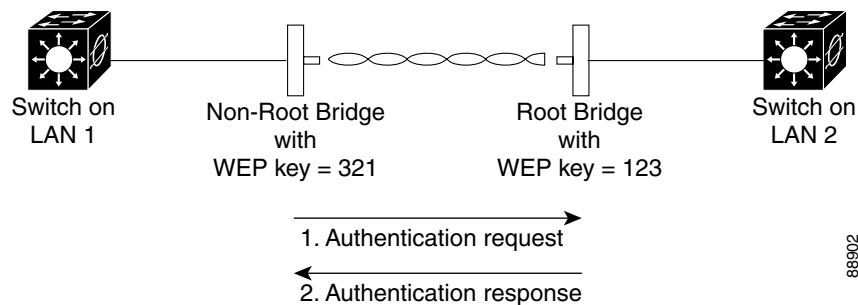 Switch on
LAN 1
Non-Root Bridge
with
WEP key = 321
Root Bridge
with
WEP key = 123
Switch on
LAN 2
1. Authentication request
2. Authentication response
88902